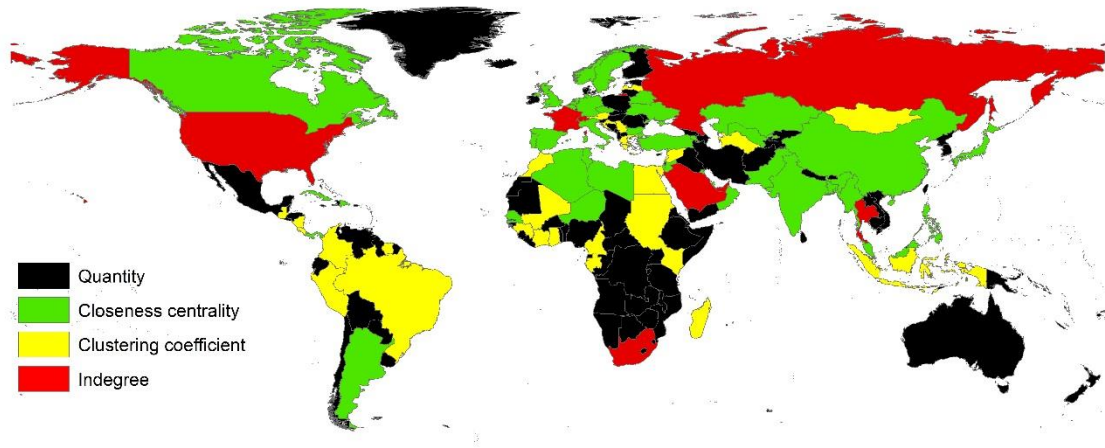 Quantity
Closeness centrality
Clustering coefficient
Indegree